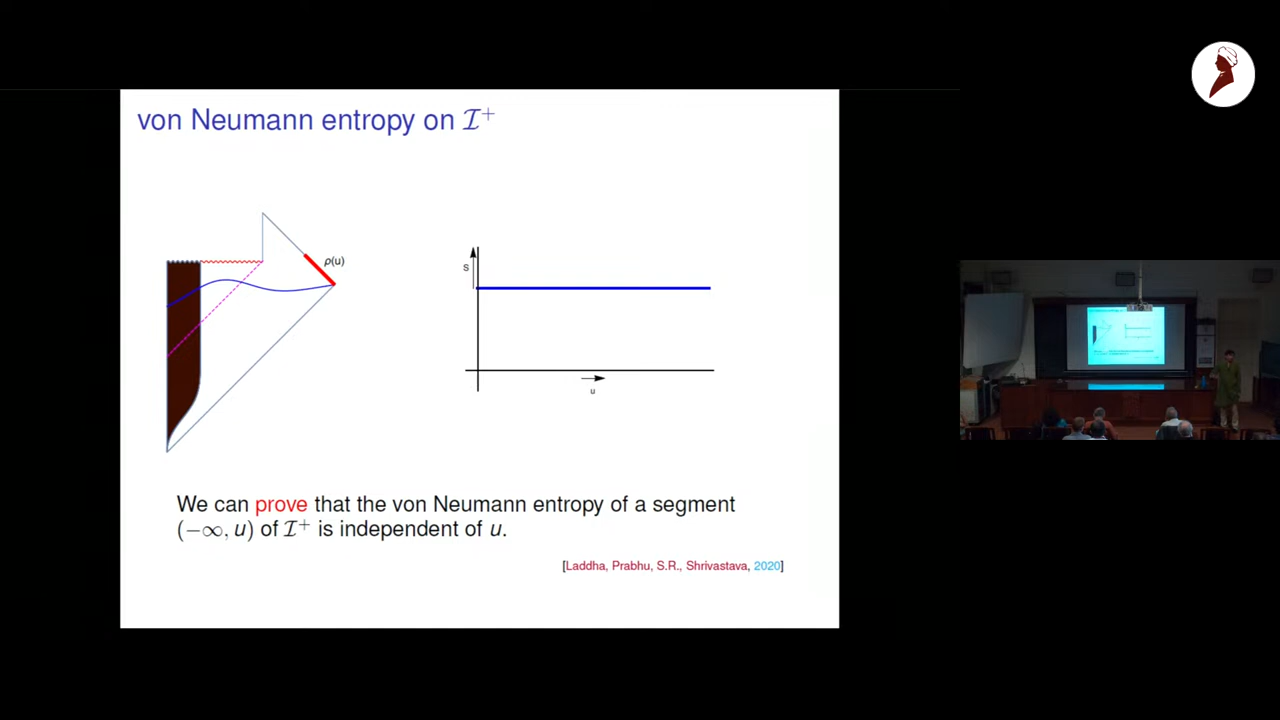 von Neumann entropy on ℐ⁺
ρ(u)
S
u
We can prove that the von Neumann entropy of a segment
(−∞, u) of ℐ⁺ is independent of u.
[Laddha, Prabhu, S.R., Shrivastava, 2020]